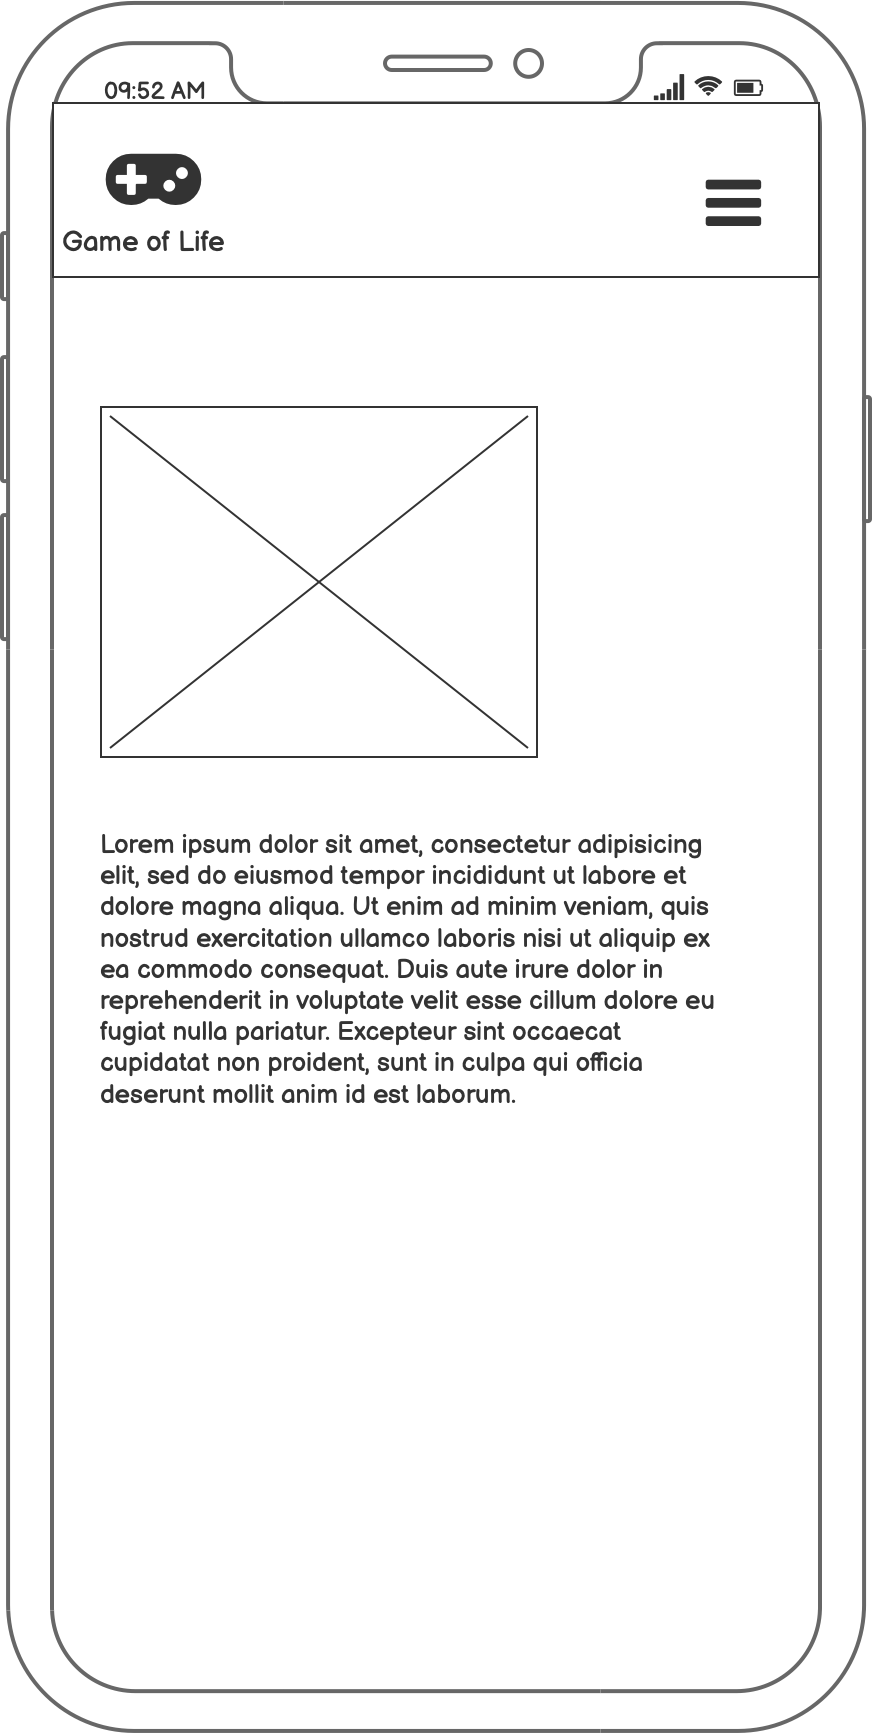 09:52 AM
Game of Life
Lorem ipsum dolor sit amet, consectetur adipisicing
elit, sed do eiusmod tempor incididunt ut labore et
dolore magna aliqua. Ut enim ad minim veniam, quis
nostrud exercitation ullamco laboris nisi ut aliquip ex
ea commodo consequat. Duis aute irure dolor in
reprehenderit in voluptate velit esse cillum dolore eu
fugiat nulla pariatur. Excepteur sint occaecat
cupidatat non proident, sunt in culpa qui officia
deserunt mollit anim id est laborum.